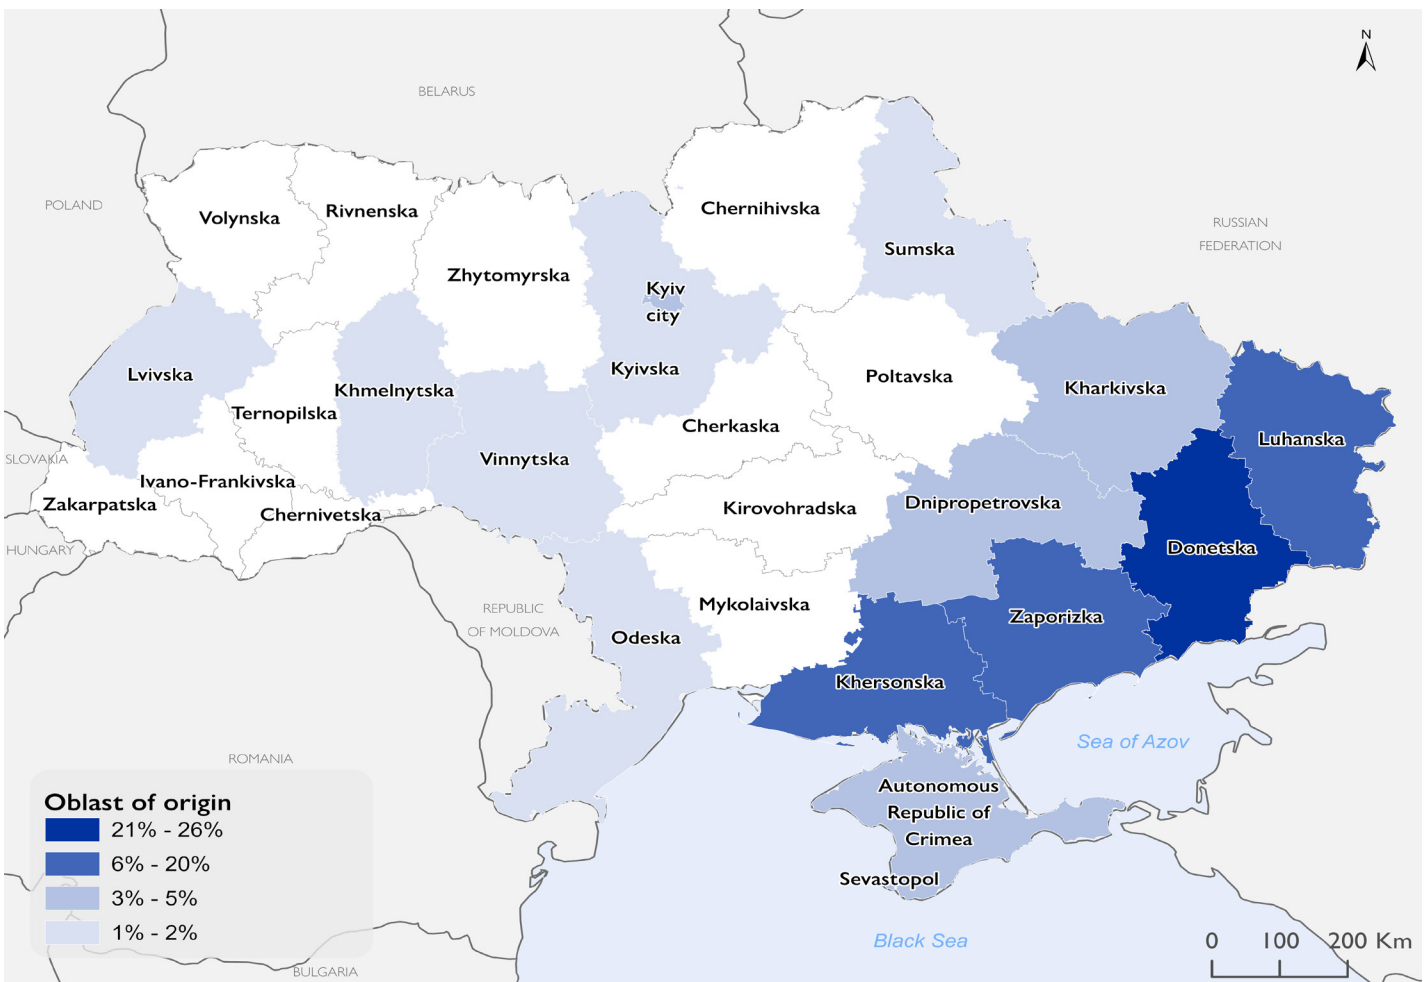 N
BELARUS
POLAND
Volynska
Rivnenska
Chernihivska
RUSSIAN
FEDERATION
Sumska
Zhytomyrska
Kyiv
city
Lvivska
Kyivska
Poltavska
Khmelnytska
Kharkivska
Ternopilska
Cherkaska
Luhanska
SLOVAKIA
Vinnytska
Ivano-Frankivska
Zakarpatska
Chernivetska
Kirovohradska
Dnipropetrovska
HUNGARY
Donetska
Mykolaivska
REPUBLIC
OF MOLDOVA
Zaporizka
Odeska
Khersonska
Sea of Azov
ROMANIA
Autonomous
Republic of
Crimea
Sevastopol
Oblast of origin
21% - 26%
6% - 20%
3% - 5%
1% - 2%
Black Sea
BULGARIA
0 100 200 Km